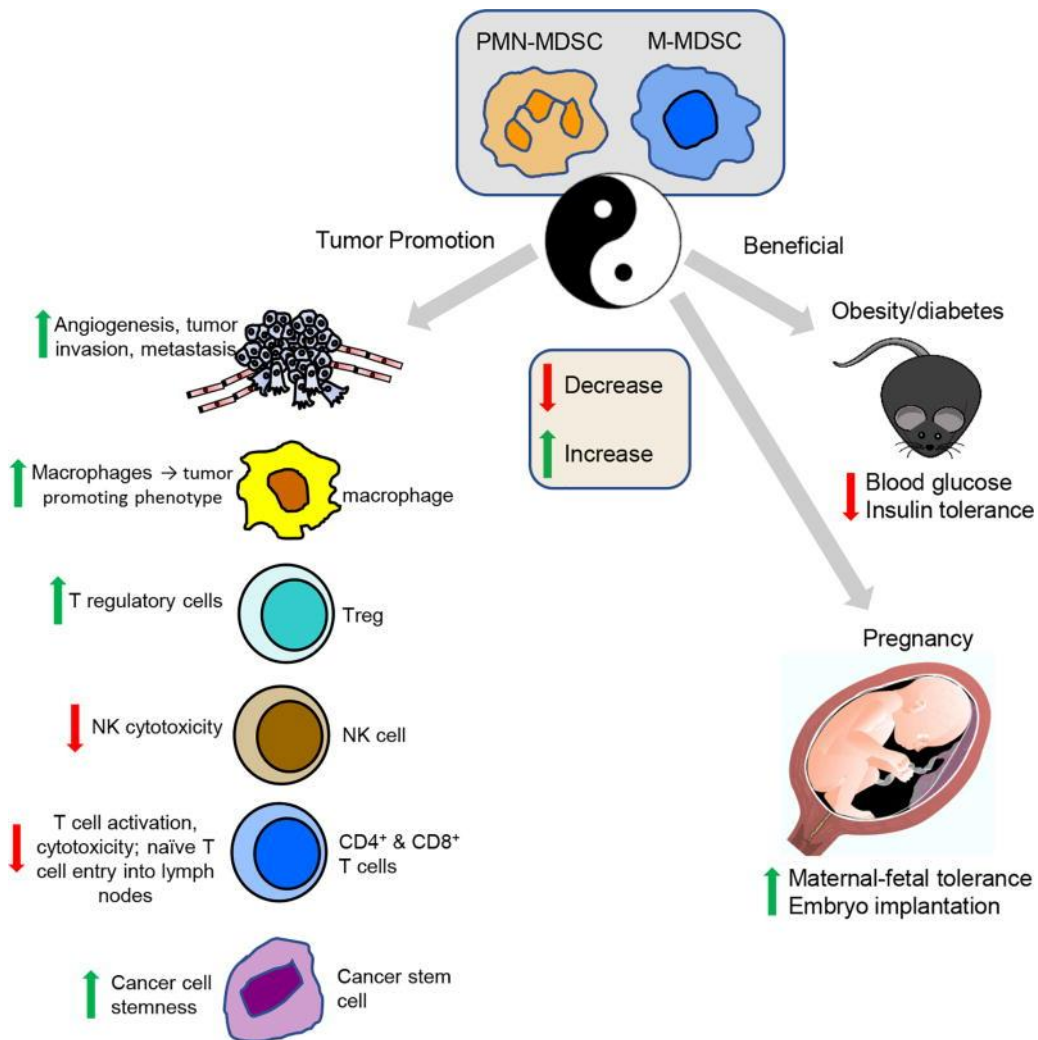 PMN-MDSC
M-MDSC
Tumor Promotion
Beneficial
Angiogenesis, tumor
invasion, metastasis
Macrophages → tumor
promoting phenotype
macrophage
T regulatory cells
Treg
NK cytotoxicity
NK cell
T cell activation,
cytotoxicity; naïve T
cell entry into lymph
nodes
CD4⁺ & CD8⁺
T cells
Cancer cell
stemness
Cancer stem
cell
Decrease
Increase
Obesity/diabetes
Blood glucose
Insulin tolerance
Pregnancy
Maternal-fetal tolerance
Embryo implantation